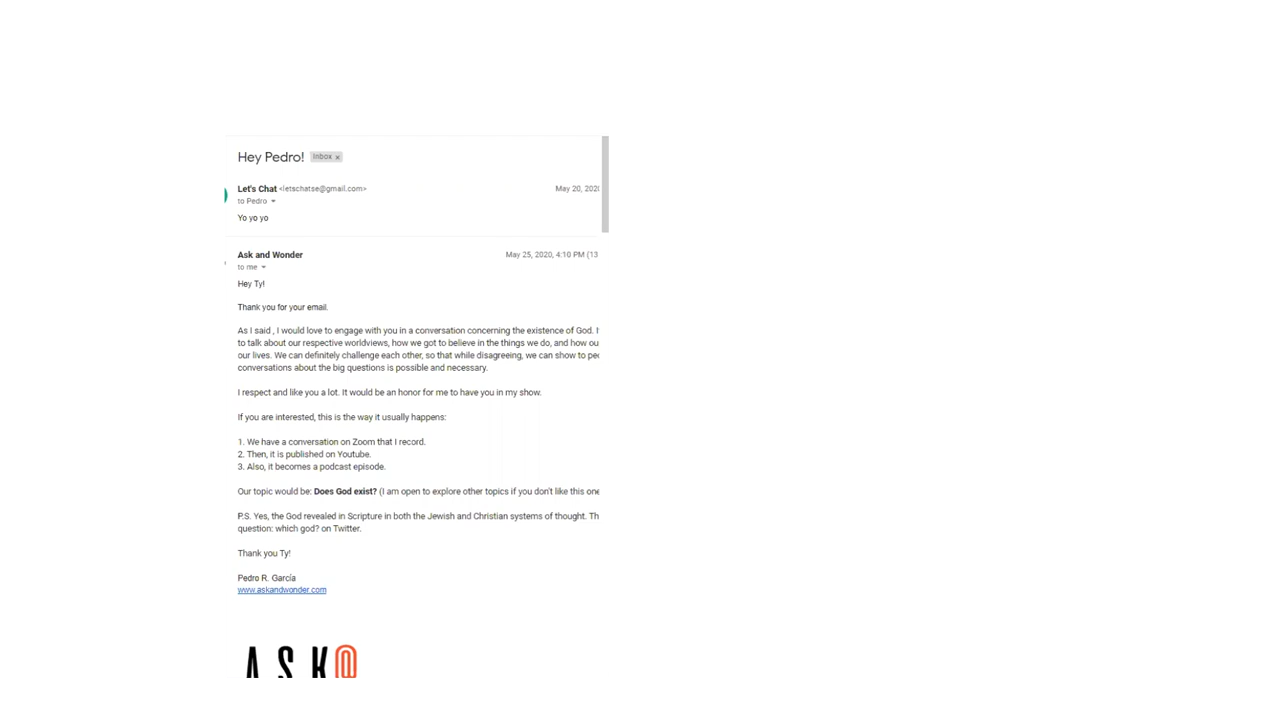 Hey Pedro! Inbox x
Let's Chat <letschatse@gmail.com> May 20, 2020
to Pedro
Yo yo yo
Ask and Wonder May 25, 2020, 4:10 PM (13
to me
Hey Ty!
Thank you for your email.
As I said , I would love to engage with you in a conversation concerning the existence of God.
to talk about our respective worldviews, how we got to believe in the things we do, and how
our lives. We can definitely challenge each other, so that while disagreeing, we can show to
conversations about the big questions is possible and necessary.
I respect and like you a lot. It would be an honor for me to have you in my show.
If you are interested, this is the way it usually happens:
1. We have a conversation on Zoom that I record.
2. Then, it is published on Youtube.
3. Also, it becomes a podcast episode.
Our topic would be: Does God exist? (I am open to explore other topics if you don't like this one
P.S. Yes, the God revealed in Scripture in both the Jewish and Christian systems of thought.
question: which god? on Twitter.
Thank you Ty!
Pedro R. García
www.askandwonder.com
ASK@